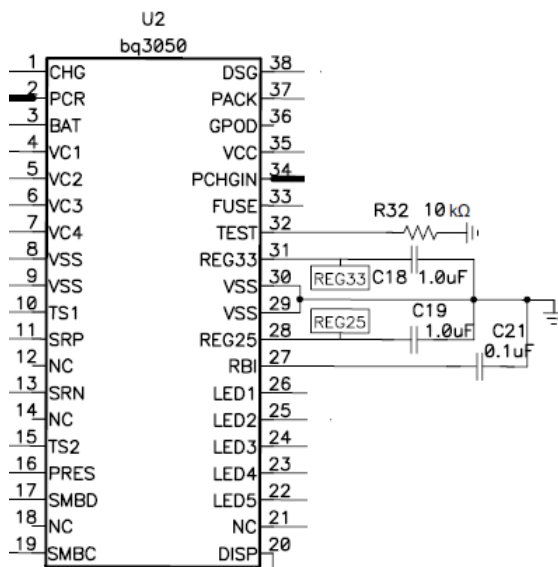 U2
bq3050
1 CHG DSG 38
2 PCR PACK 37
3 BAT GPOD 36
4 VC1 VCC 35
5 VC2 PCHGIN 34
6 VC3 FUSE 33
7 VC4 TEST 32 R32 10 kΩ
8 VSS REG33 31
9 VSS VSS 30 REG33 C18 1.0uF
10 TS1 VSS 29 REG25 C19
11 SRP REG25 28 1.0uF C21
12 NC RBI 27 0.1uF
13 SRN LED1 26
14 NC LED2 25
15 TS2 LED3 24
16 PRES LED4 23
17 SMBD LED5 22
18 NC NC 21
19 SMBC DISP 20